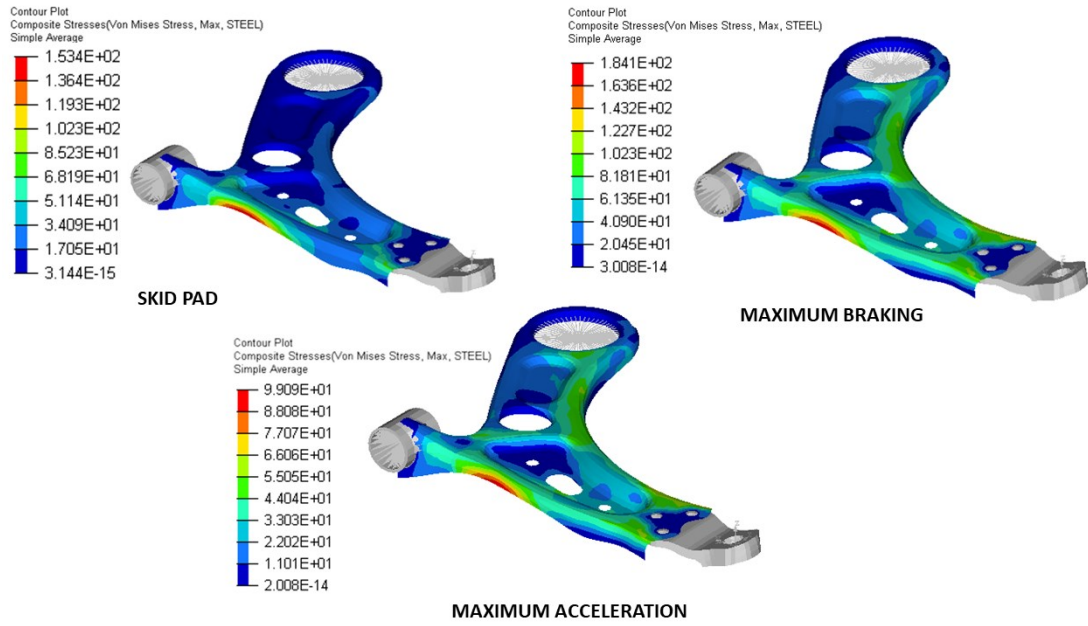 Contour Plot
Composite Stresses(Von Mises Stress, Max, STEEL)
Simple Average
1.534E+02
1.364E+02
1.193E+02
1.023E+02
8.523E+01
6.819E+01
5.114E+01
3.409E+01
1.705E+01
3.144E-15
SKID PAD
Contour Plot
Composite Stresses(Von Mises Stress, Max, STEEL)
Simple Average
1.841E+02
1.636E+02
1.432E+02
1.227E+02
1.023E+02
8.181E+01
6.135E+01
4.090E+01
2.045E+01
3.008E-14
MAXIMUM BRAKING
Contour Plot
Composite Stresses(Von Mises Stress, Max, STEEL)
Simple Average
9.909E+01
8.808E+01
7.707E+01
6.606E+01
5.505E+01
4.404E+01
3.303E+01
2.202E+01
1.101E+01
2.008E-14
MAXIMUM ACCELERATION